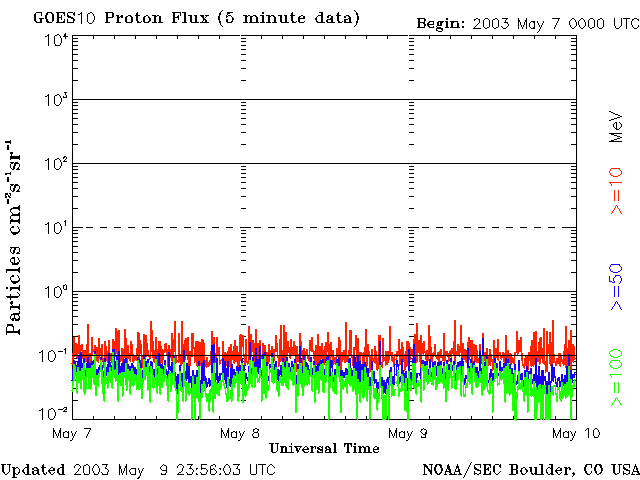 GOES10 Proton Flux (5 minute data)
Begin: 2003 May 7 0000 UTC
Particles cm⁻²s⁻¹sr⁻¹
10⁴
10³
10²
10¹
10⁰
10⁻¹
10⁻²
May 7
May 8
May 9
May 10
Universal Time
MeV
>=10
>=50
>=100
Updated 2003 May 9 23:56:03 UTC
NOAA/SEC Boulder, CO USA